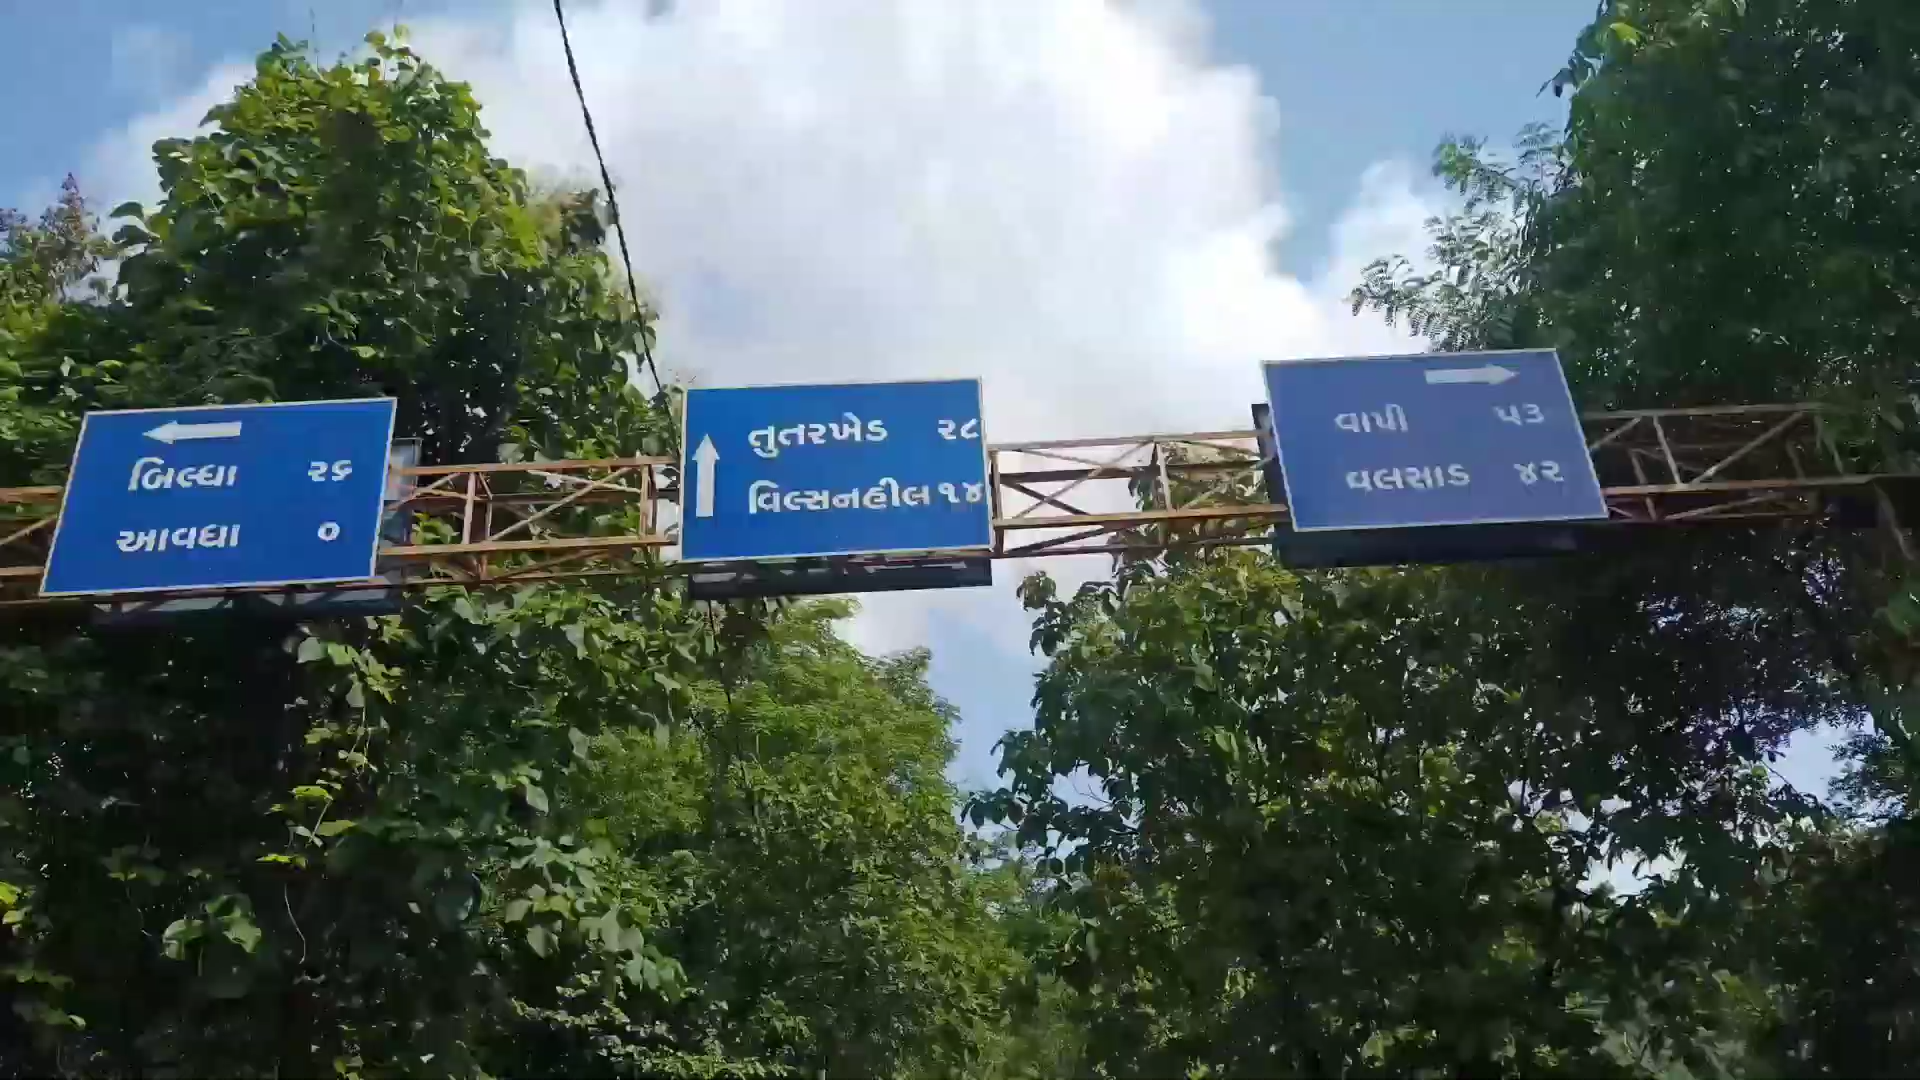 બિલ્ધા ૨૬
આવધા ૦
તુતરખેડ ૨૮
વિલ્સનહીલ ૧૪
વાપી ૫૩
વલસાડ ૪૨